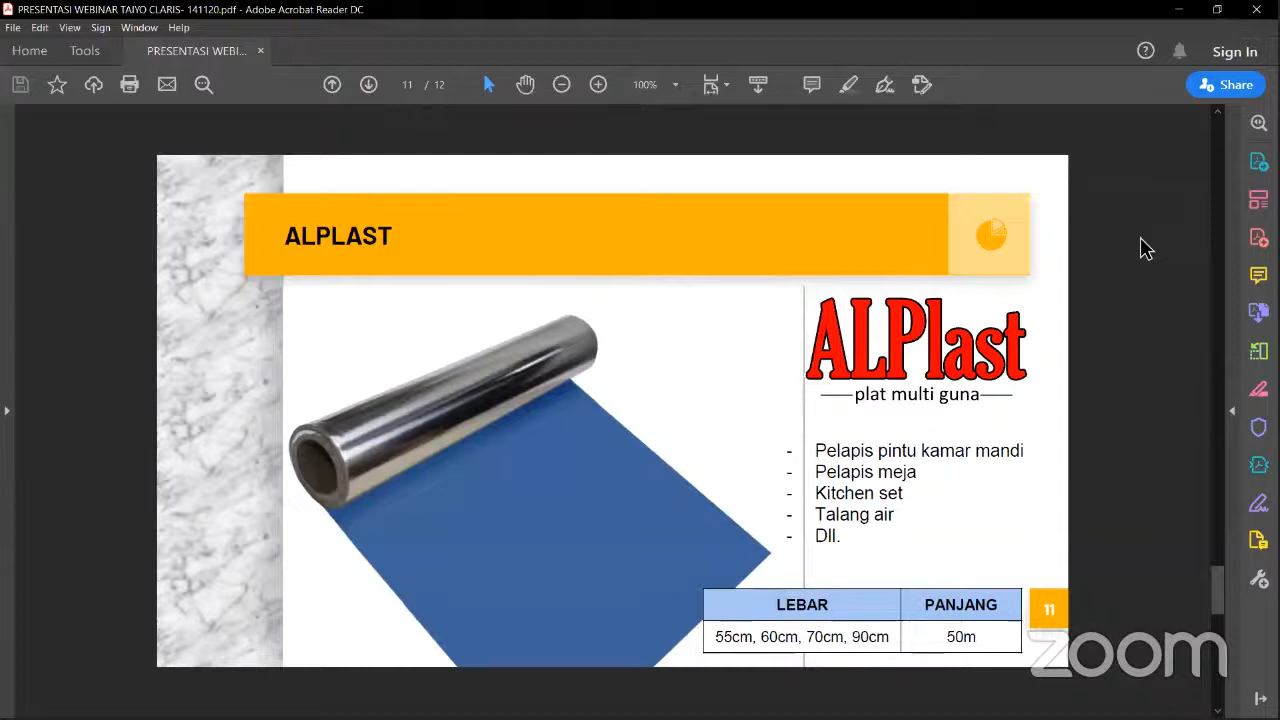 PRESENTASI WEBINAR TAIYO CLARIS- 141120.pdf - Adobe Acrobat Reader DC
File Edit View Sign Window Help
Home Tools PRESENTASI WEBI... × Sign In
11 / 12 100% Share
ALPLAST
ALPlast
plat multi guna
- Pelapis pintu kamar mandi
- Pelapis meja
- Kitchen set
- Talang air
- Dll.
LEBAR PANJANG
55cm, 60cm, 70cm, 90cm 50m
11
zoom